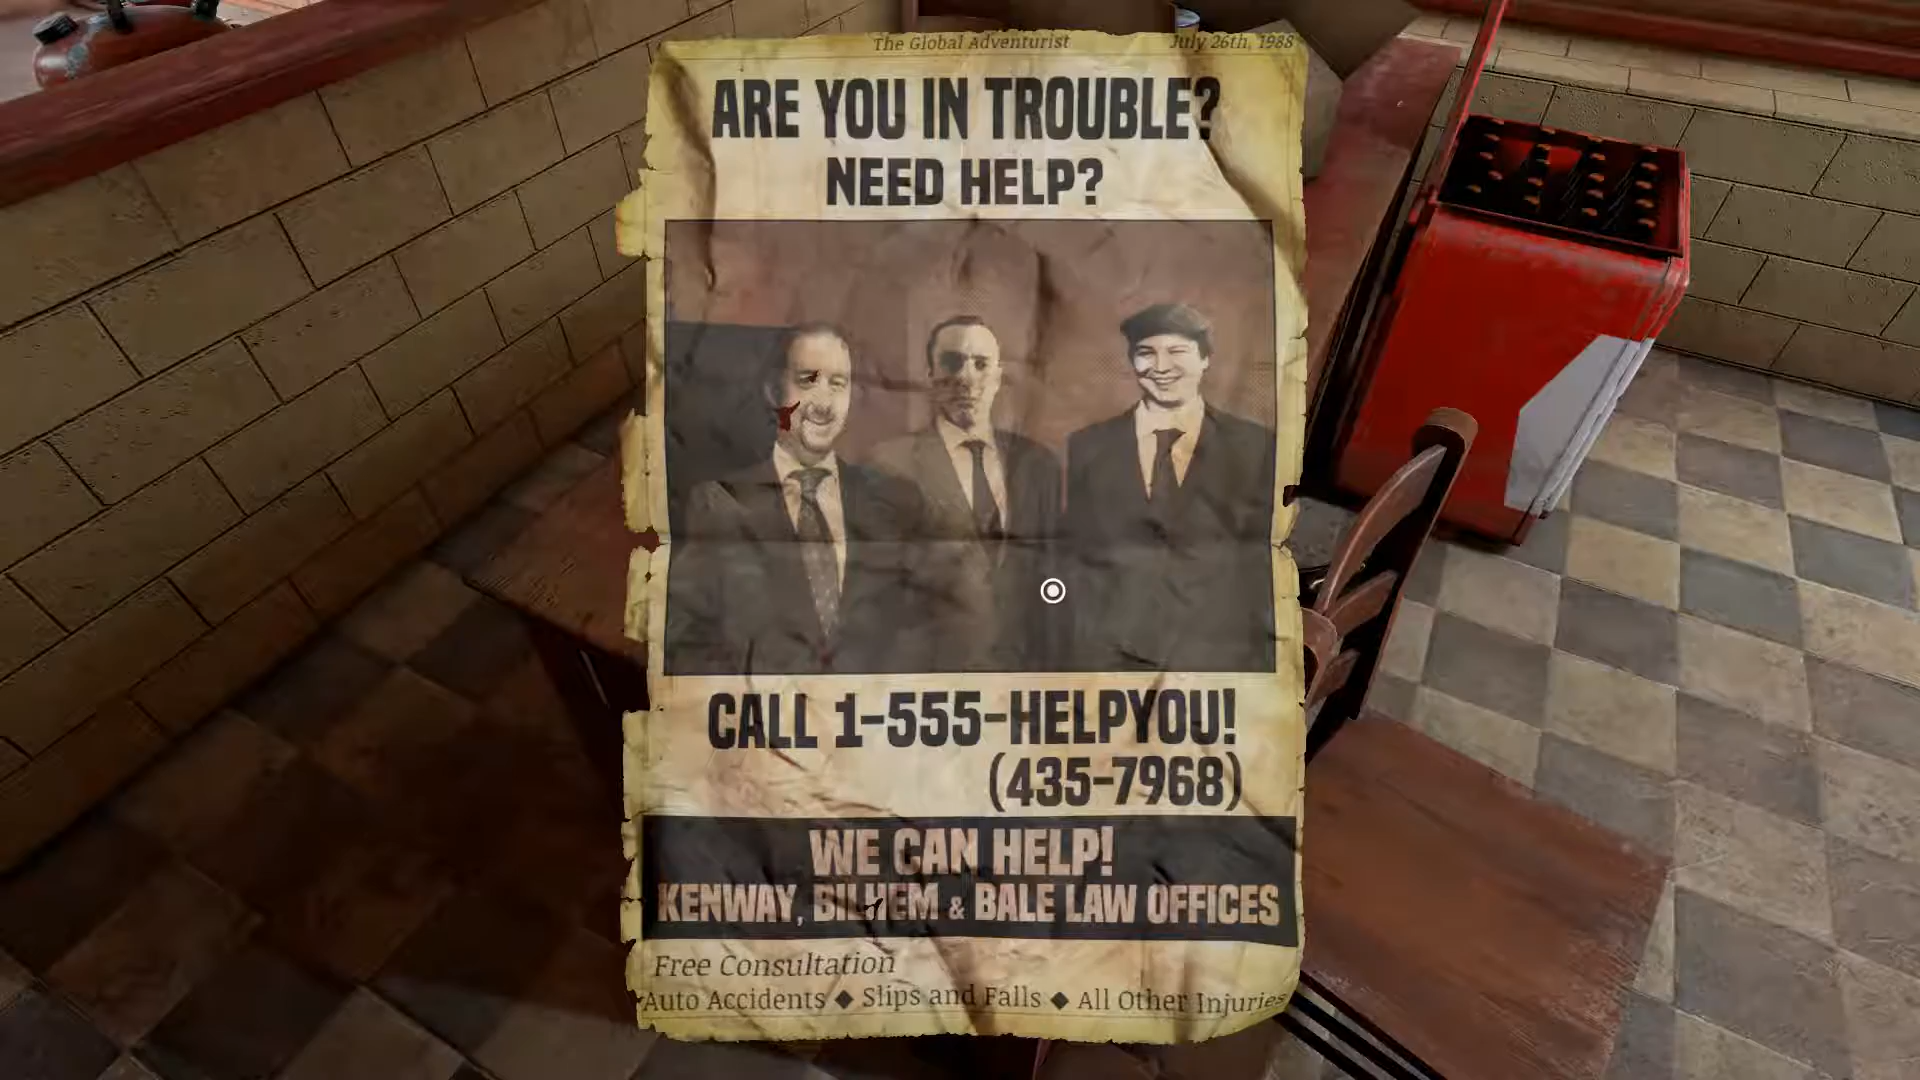 The Global Adventurist July 26th, 1988
ARE YOU IN TROUBLE?
NEED HELP?
CALL 1-555-HELPYOU!
(435-7968)
WE CAN HELP!
KENWAY, BILHEM & BALE LAW OFFICES
Free Consultation
Auto Accidents ◆ Slips and Falls ◆ All Other Injuries